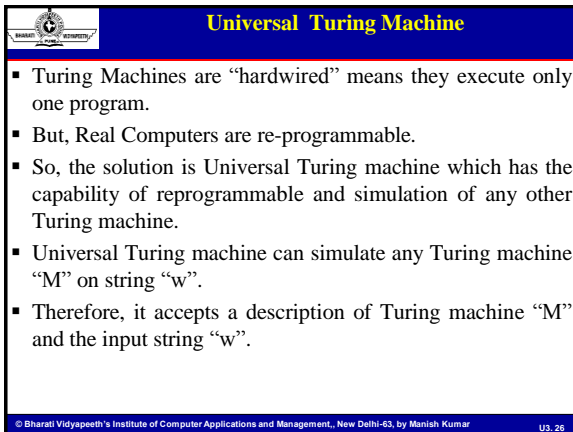 BHARATI
VIDYAPEETH
PUNE
Universal Turing Machine
▪ Turing Machines are “hardwired” means they execute only
one program.
▪ But, Real Computers are re-programmable.
▪ So, the solution is Universal Turing machine which has the
capability of reprogrammable and simulation of any other
Turing machine.
▪ Universal Turing machine can simulate any Turing machine
“M” on string “w”.
▪ Therefore, it accepts a description of Turing machine “M”
and the input string “w”.
© Bharati Vidyapeeth’s Institute of Computer Applications and Management,, New Delhi-63, by Manish Kumar
U3. 26